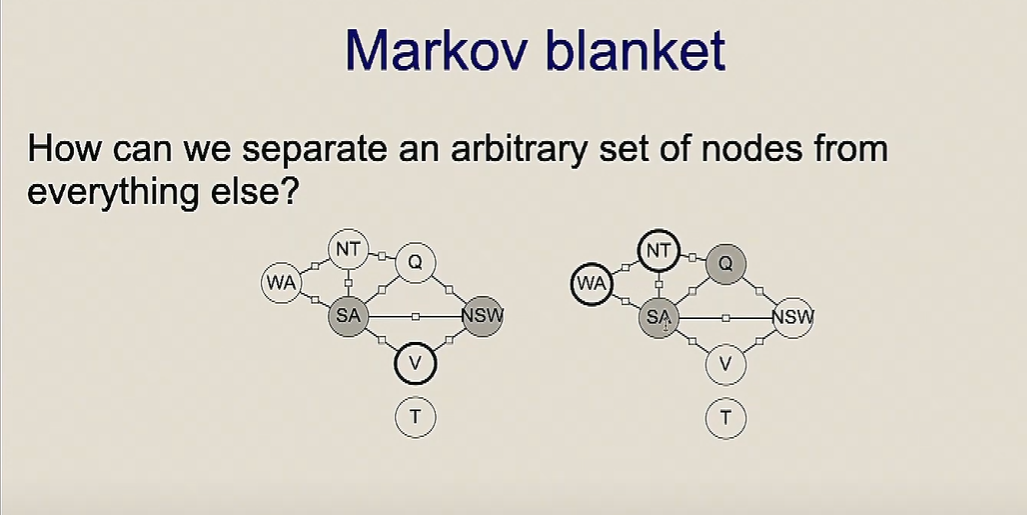 Markov blanket
How can we separate an arbitrary set of nodes from
everything else?
NT
Q
WA
SA
NSW
V
T
NT
Q
WA
SA
NSW
V
T